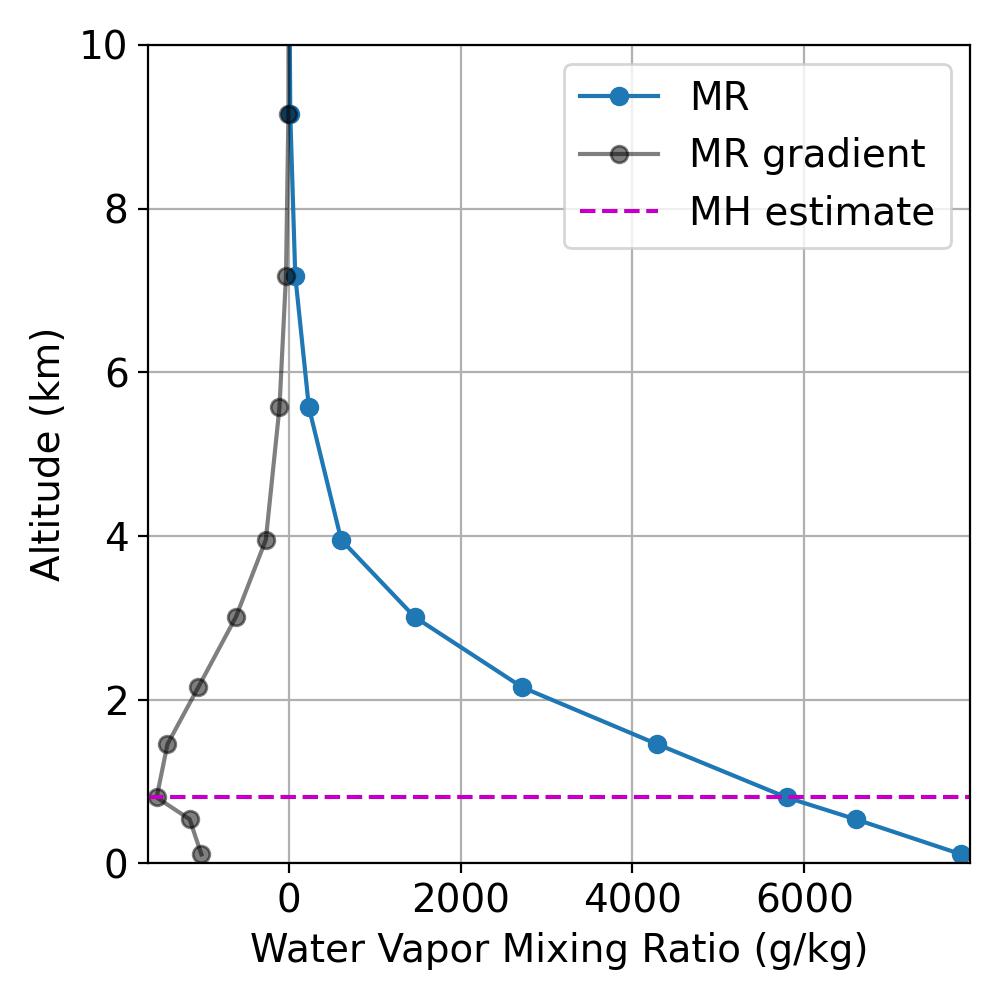 10
8
6
4
2
0
Altitude (km)
MR
MR gradient
MH estimate
0 2000 4000 6000
Water Vapor Mixing Ratio (g/kg)